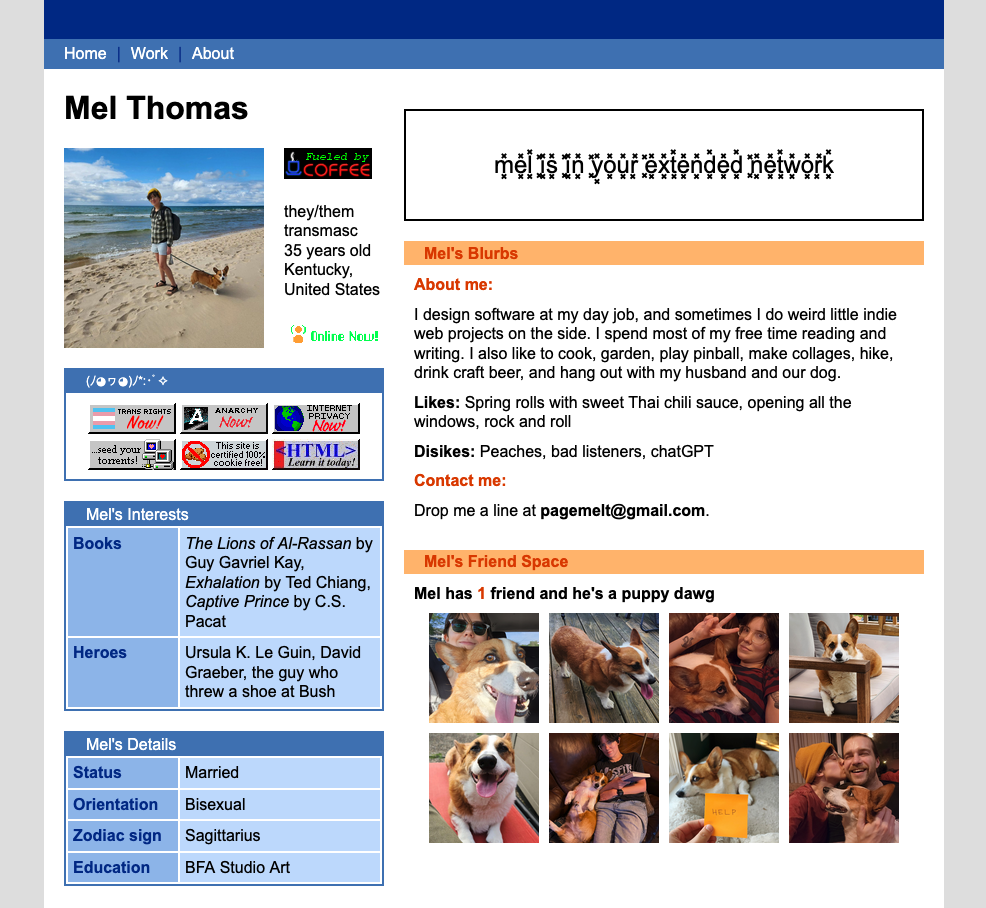 Home | Work | About
Mel Thomas
Fueled by
COFFEE
they/them
transmasc
35 years old
Kentucky,
United States
Online Now!
(ノ◕ヮ◕)ノ*:・゚✧
TRANS RIGHTS
Now!
ANARCHY
Now!
INTERNET
PRIVACY
Now!
...seed your
torrents!
This site is
certified 100%
cookie free!
<HTML>
Learn it today!
Mel's Interests
Books
The Lions of Al-Rassan by
Guy Gavriel Kay,
Exhalation by Ted Chiang,
Captive Prince by C.S.
Pacat
Heroes
Ursula K. Le Guin, David
Graeber, the guy who
threw a shoe at Bush
Mel's Details
Status Married
Orientation Bisexual
Zodiac sign Sagittarius
Education BFA Studio Art
m͓̽e͓̽l͓̽ i͓̽s͓̽ i͓̽n͓̽ y͓̽o͓̽u͓̽r͓̽ e͓̽x͓̽t͓̽e͓̽n͓̽d͓̽e͓̽d͓̽ n͓̽e͓̽t͓̽w͓̽o͓̽r͓̽k͓̽
Mel's Blurbs
About me:
I design software at my day job, and sometimes I do weird little indie
web projects on the side. I spend most of my free time reading and
writing. I also like to cook, garden, play pinball, make collages, hike,
drink craft beer, and hang out with my husband and our dog.
Likes: Spring rolls with sweet Thai chili sauce, opening all the
windows, rock and roll
Disikes: Peaches, bad listeners, chatGPT
Contact me:
Drop me a line at pagemelt@gmail.com.
Mel's Friend Space
Mel has 1 friend and he's a puppy dawg
HELP